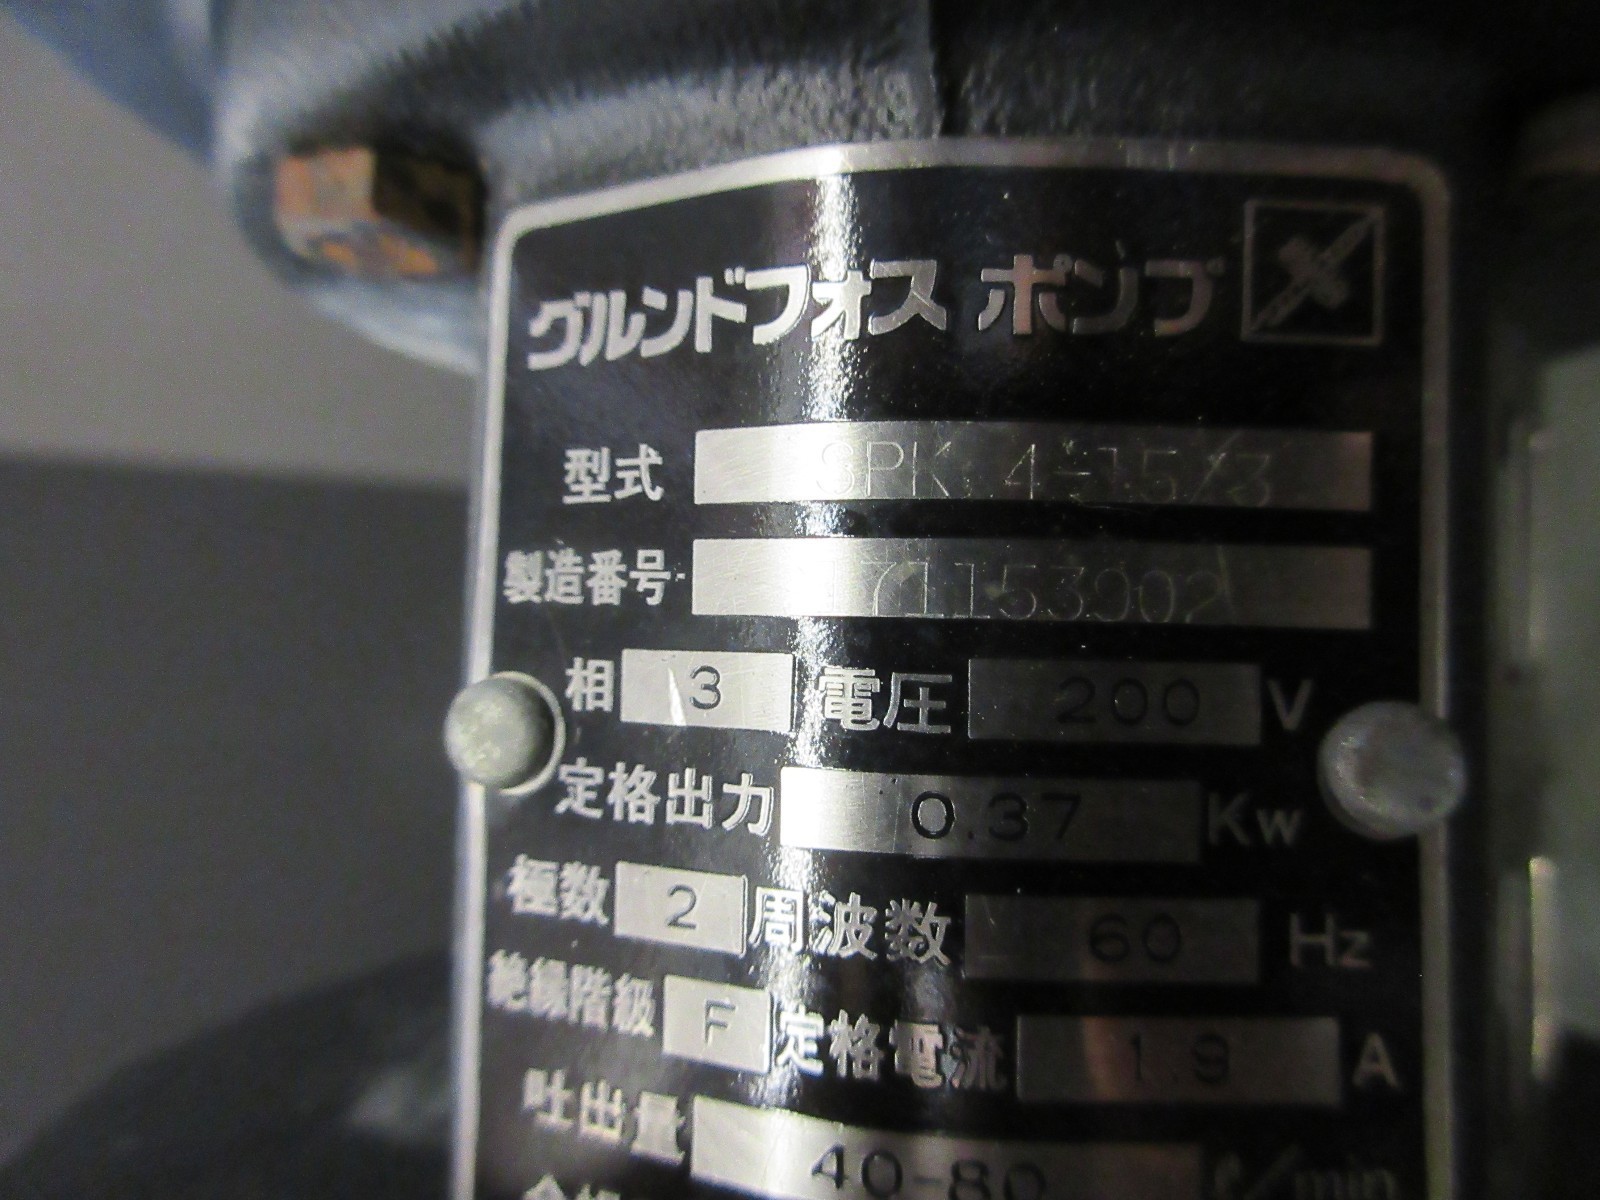 グルンドフォス ポンプ
型式 SPK 4-15/3
製造番号 171153902
相 3 電圧 200 V
定格出力 0.37 Kw
極数 2 周波数 60 Hz
絶縁階級 F 定格電流 1.9 A
吐出量 40-80 ℓ/min